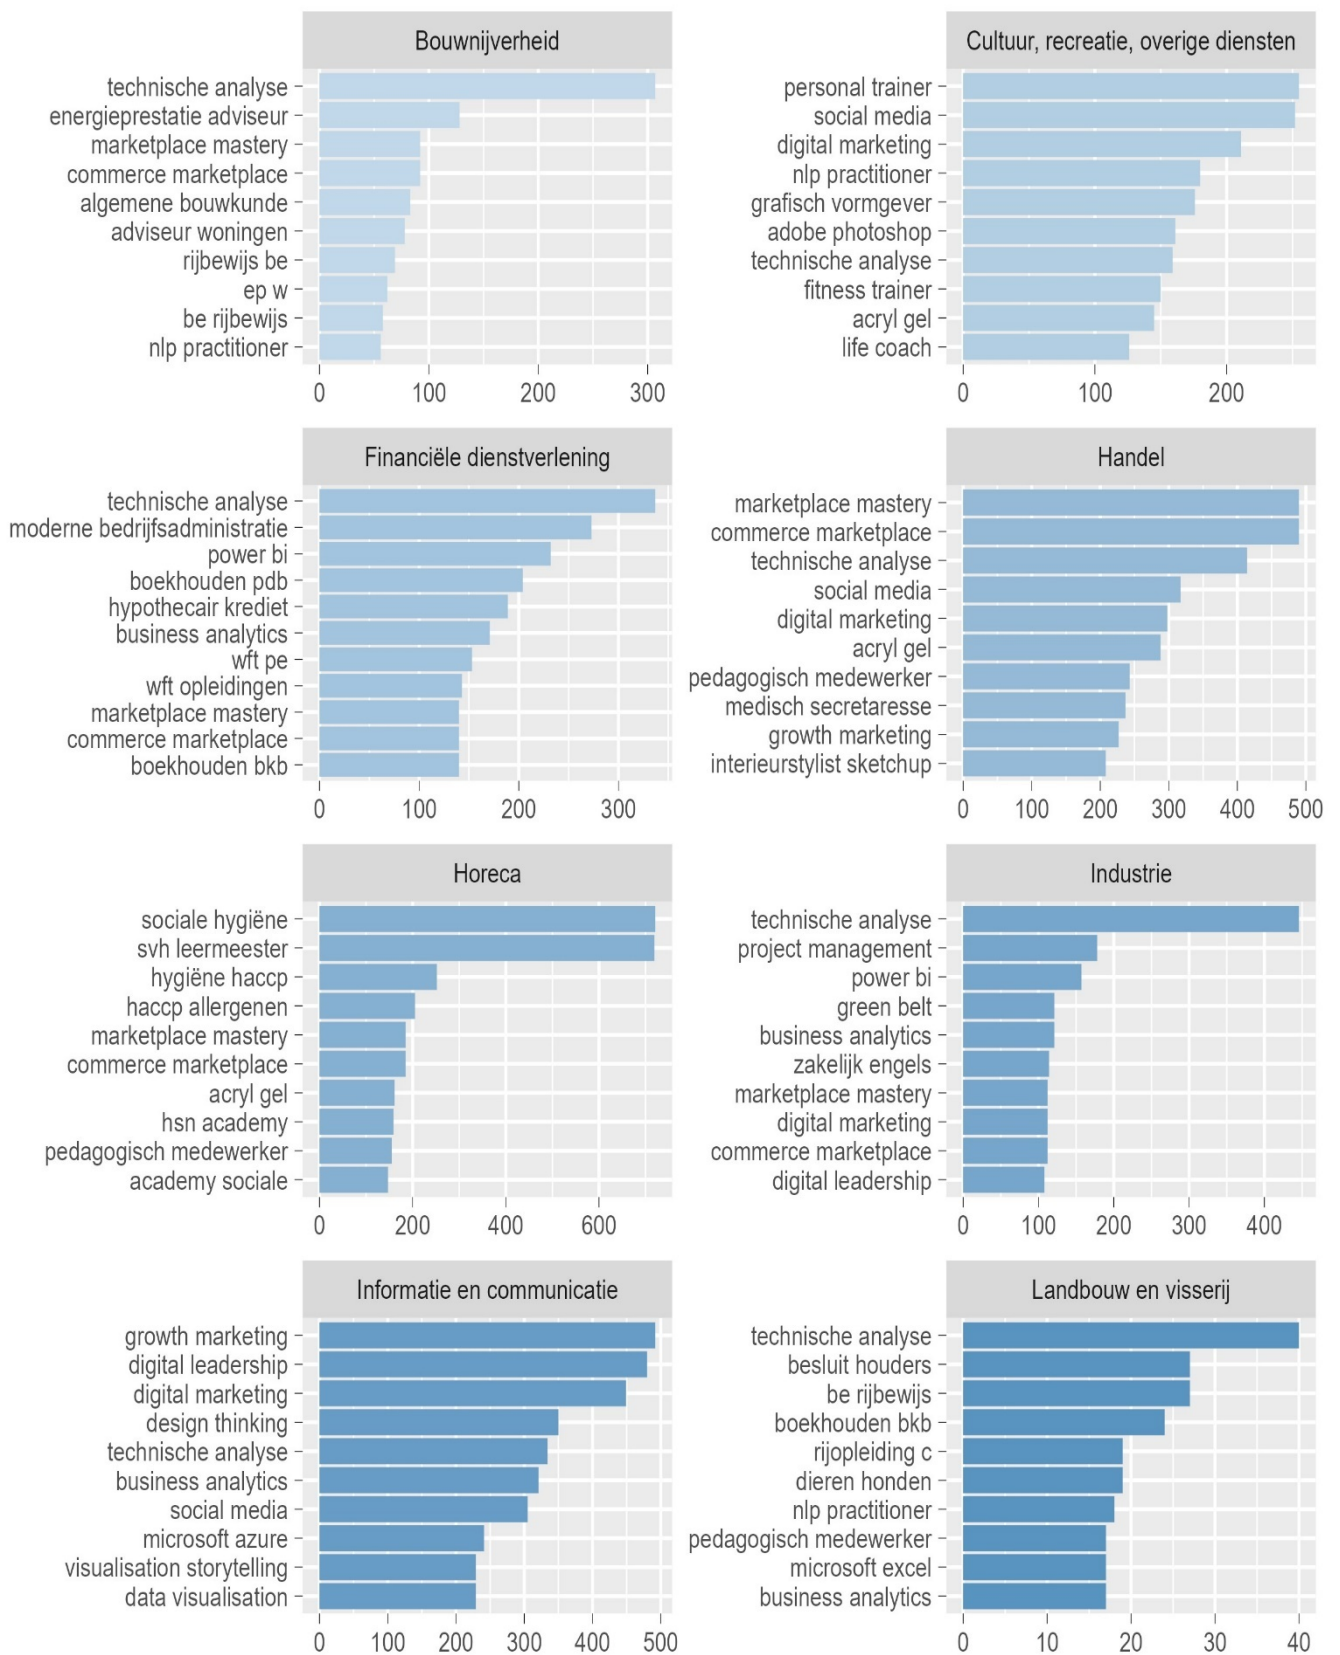 Bouwnijverheid
technische analyse
energieprestatie adviseur
marketplace mastery
commerce marketplace
algemene bouwkunde
adviseur woningen
rijbewijs be
ep w
be rijbewijs
nlp practitioner
0 100 200 300
Cultuur, recreatie, overige diensten
personal trainer
social media
digital marketing
nlp practitioner
grafisch vormgever
adobe photoshop
technische analyse
fitness trainer
acryl gel
life coach
0 100 200
Financiële dienstverlening
technische analyse
moderne bedrijfsadministratie
power bi
boekhouden pdb
hypothecair krediet
business analytics
wft pe
wft opleidingen
marketplace mastery
commerce marketplace
boekhouden bkb
0 100 200 300
Handel
marketplace mastery
commerce marketplace
technische analyse
social media
digital marketing
acryl gel
pedagogisch medewerker
medisch secretaresse
growth marketing
interieurstylist sketchup
0 100 200 300 400 500
Horeca
sociale hygiëne
svh leermeester
hygiëne haccp
haccp allergenen
marketplace mastery
commerce marketplace
acryl gel
hsn academy
pedagogisch medewerker
academy sociale
0 200 400 600
Industrie
technische analyse
project management
power bi
green belt
business analytics
zakelijk engels
marketplace mastery
digital marketing
commerce marketplace
digital leadership
0 100 200 300 400
Informatie en communicatie
growth marketing
digital leadership
digital marketing
design thinking
technische analyse
business analytics
social media
microsoft azure
visualisation storytelling
data visualisation
0 100 200 300 400 500
Landbouw en visserij
technische analyse
besluit houders
be rijbewijs
boekhouden bkb
rijopleiding c
dieren honden
nlp practitioner
pedagogisch medewerker
microsoft excel
business analytics
0 10 20 30 40